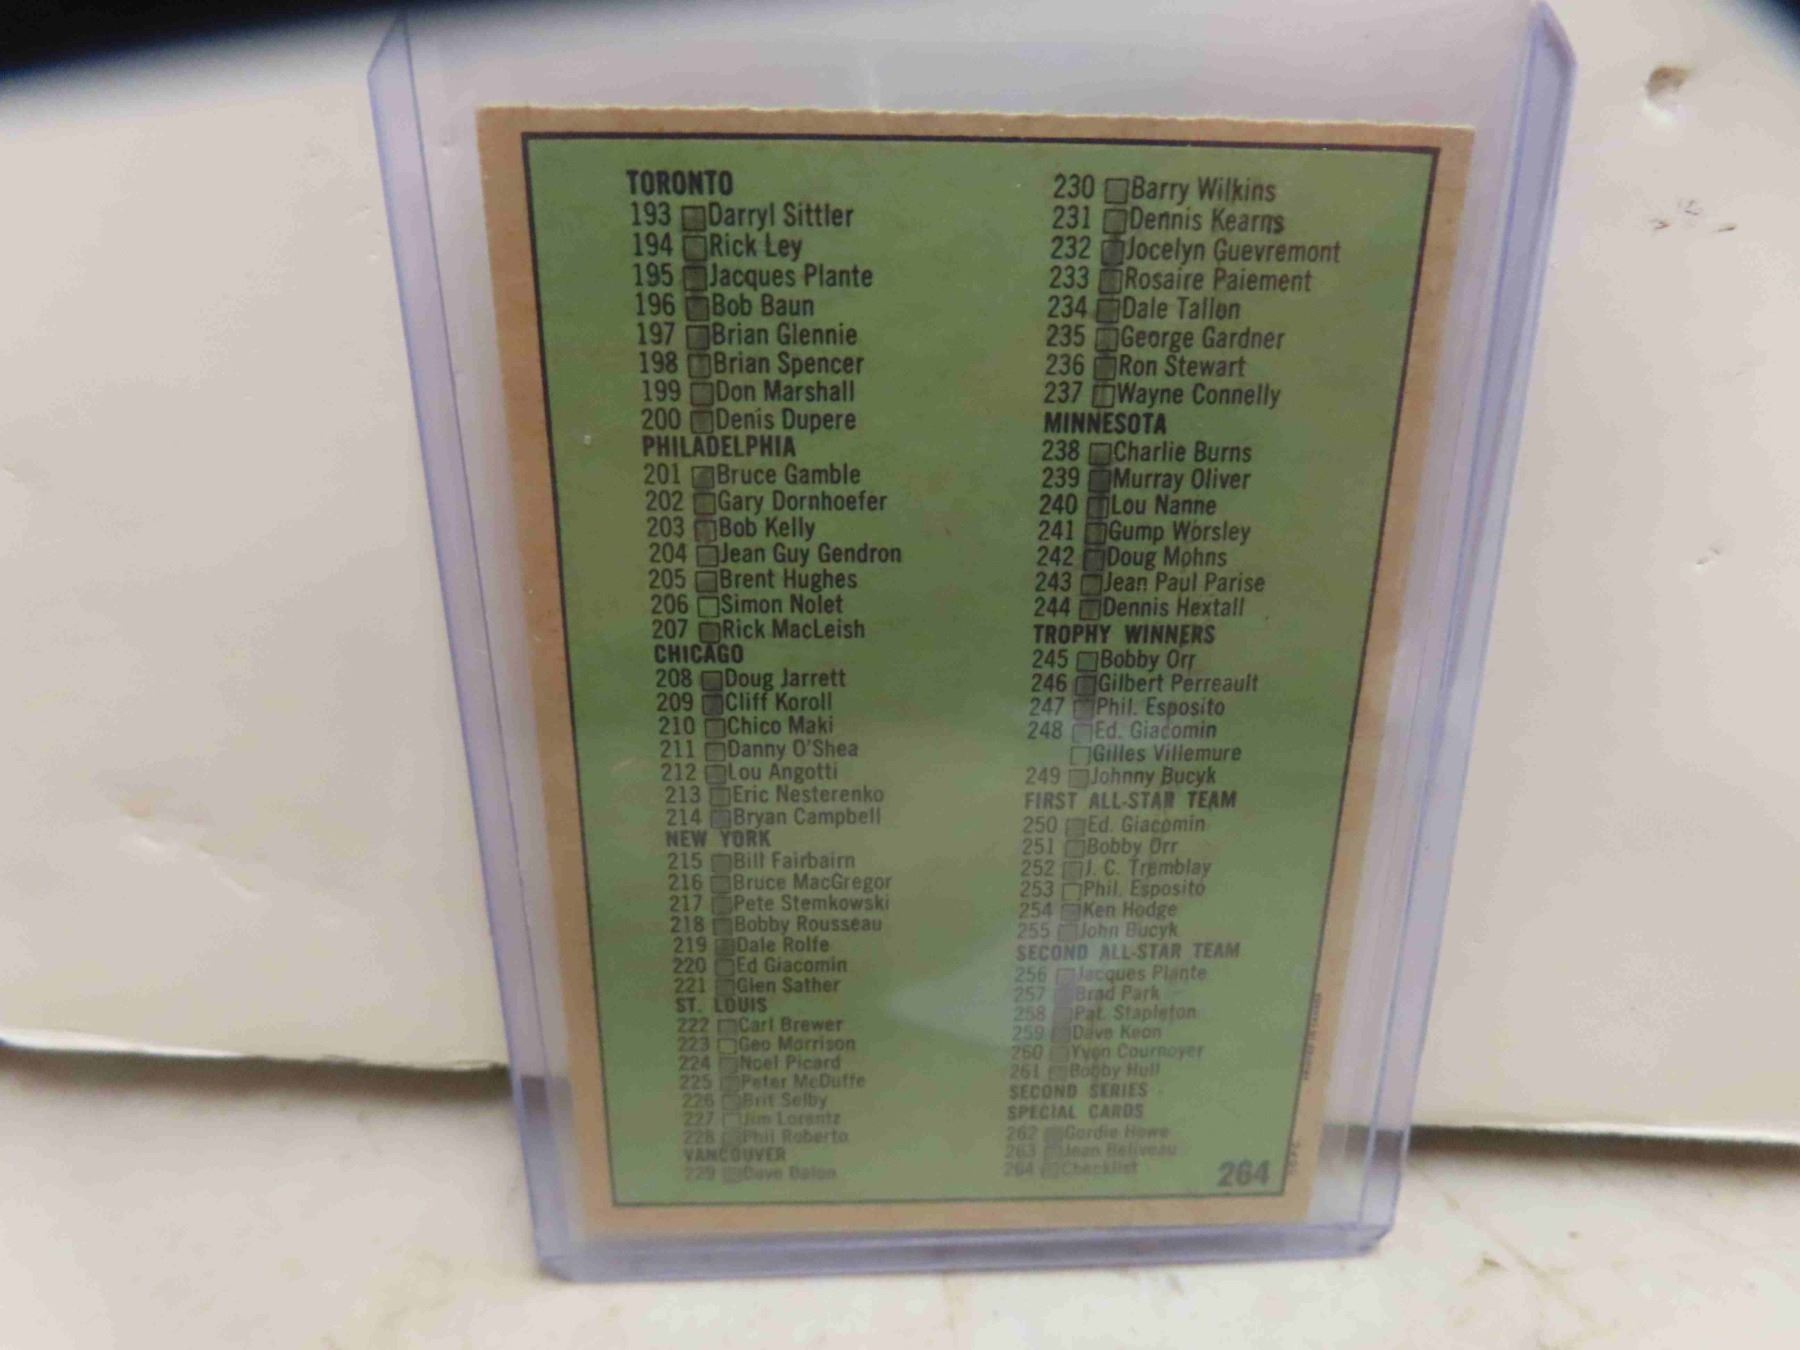 TORONTO
193 Darryl Sittler
194 Rick Ley
195 Jacques Plante
196 Bob Baun
197 Brian Glennie
198 Brian Spencer
199 Don Marshall
200 Denis Dupere
PHILADELPHIA
201 Bruce Gamble
202 Gary Dornhoefer
203 Bob Kelly
204 Jean Guy Gendron
205 Brent Hughes
206 Simon Nolet
207 Rick MacLeish
CHICAGO
208 Doug Jarrett
209 Cliff Koroll
210 Chico Maki
211 Danny O'Shea
212 Lou Angotti
213 Eric Nesterenko
214 Bryan Campbell
NEW YORK
215 Bill Fairbairn
216 Bruce MacGregor
217 Pete Stemkowski
218 Bobby Rousseau
219 Dale Rolfe
220 Ed Giacomin
221 Glen Sather
ST. LOUIS
222 Carl Brewer
223 Geo Morrison
224 Noel Picard
225 Peter McDuffe
226 Brit Selby
227 Jim Lorentz
228 Phil Roberto
VANCOUVER
229 Dave Balon
230 Barry Wilkins
231 Dennis Kearns
232 Jocelyn Guevremont
233 Rosaire Paiement
234 Dale Tallon
235 George Gardner
236 Ron Stewart
237 Wayne Connelly
MINNESOTA
238 Charlie Burns
239 Murray Oliver
240 Lou Nanne
241 Gump Worsley
242 Doug Mohns
243 Jean Paul Parise
244 Dennis Hextall
TROPHY WINNERS
245 Bobby Orr
246 Gilbert Perreault
247 Phil. Esposito
248 Ed. Giacomin
Gilles Villemure
249 Johnny Bucyk
FIRST ALL-STAR TEAM
250 Ed. Giacomin
251 Bobby Orr
252 J. C. Tremblay
253 Phil. Esposito
254 Ken Hodge
255 John Bucyk
SECOND ALL-STAR TEAM
256 Jacques Plante
257 Brad Park
258 Pat. Stapleton
259 Dave Keon
260 Yvon Cournoyer
261 Bobby Hull
SECOND SERIES
SPECIAL CARDS
262 Gordie Howe
263 Jean Beliveau
264 Checklist
264